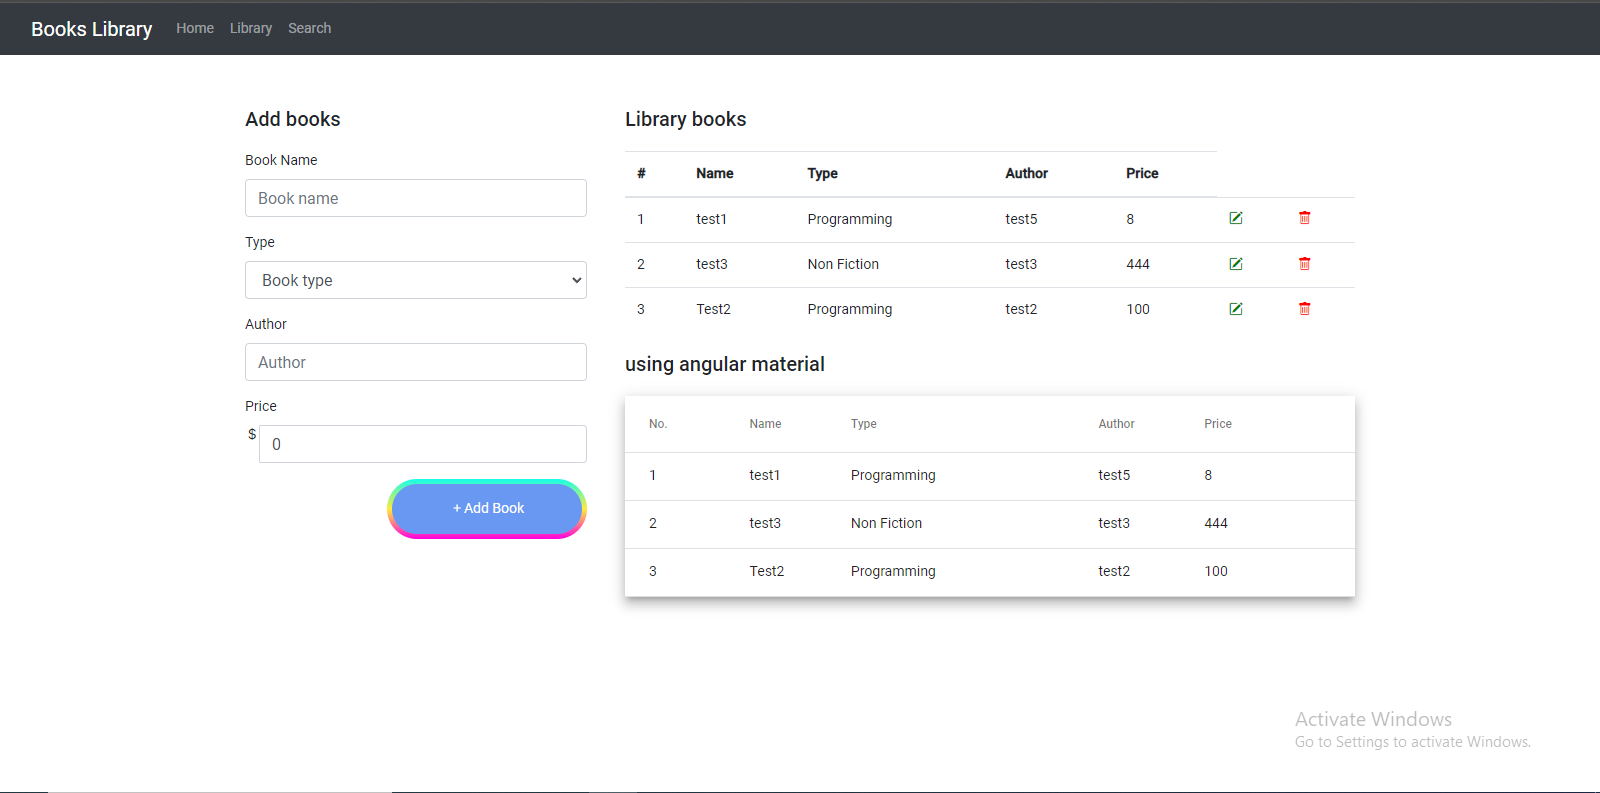 Books Library Home Library Search
Add books
Book Name
Book name
Type
Book type
Author
Author
Price
$ 0
+ Add Book
Library books
# Name Type Author Price
1 test1 Programming test5 8
2 test3 Non Fiction test3 444
3 Test2 Programming test2 100
using angular material
No. Name Type Author Price
1 test1 Programming test5 8
2 test3 Non Fiction test3 444
3 Test2 Programming test2 100
Activate Windows
Go to Settings to activate Windows.